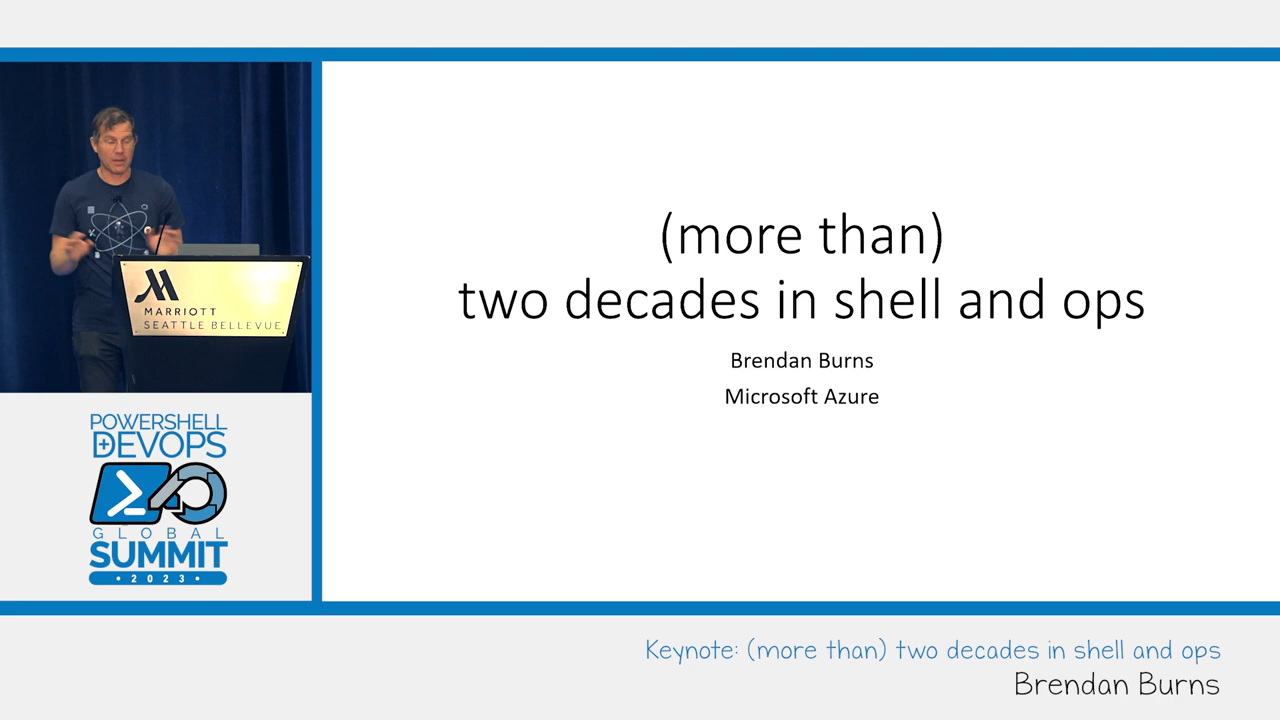 MARRIOTT
SEATTLE BELLEVUE
POWERSHELL
+DEVOPS
GLOBAL
SUMMIT
• 2023 •
(more than)
two decades in shell and ops
Brendan Burns
Microsoft Azure
Keynote: (more than) two decades in shell and ops
Brendan Burns